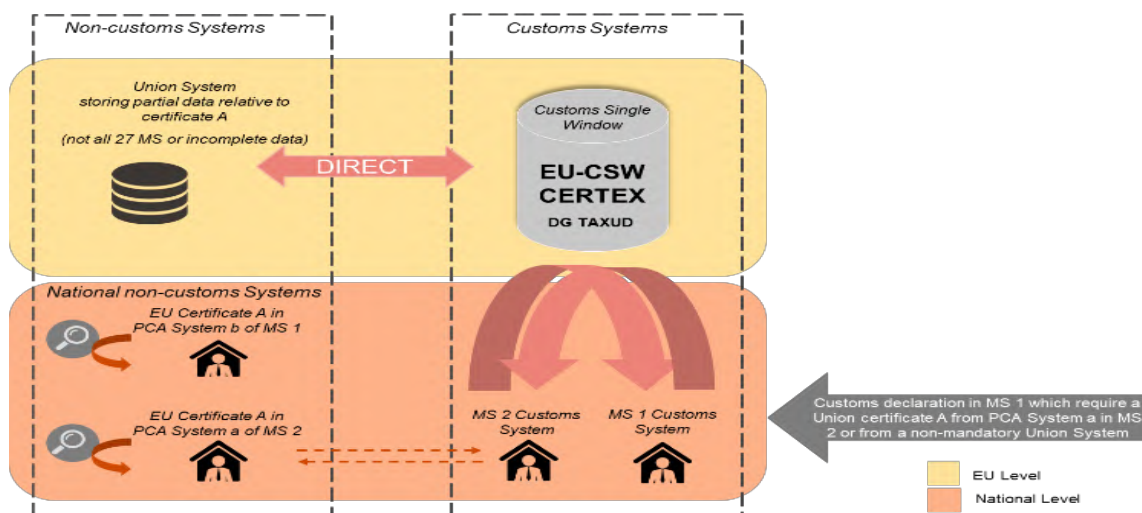 Non-customs Systems
Customs Systems
Union System
storing partial data relative to
certificate A
(not all 27 MS or incomplete data)
DIRECT
Customs Single
Window
EU-CSW
CERTEX
DG TAXUD
National non-customs Systems
EU Certificate A in
PCA System b of MS 1
EU Certificate A in
PCA System a of MS 2
MS 2 Customs
System
MS 1 Customs
System
Customs declaration in MS 1 which require a
Union certificate A from PCA System a in MS
2 or from a non-mandatory Union System
EU Level
National Level